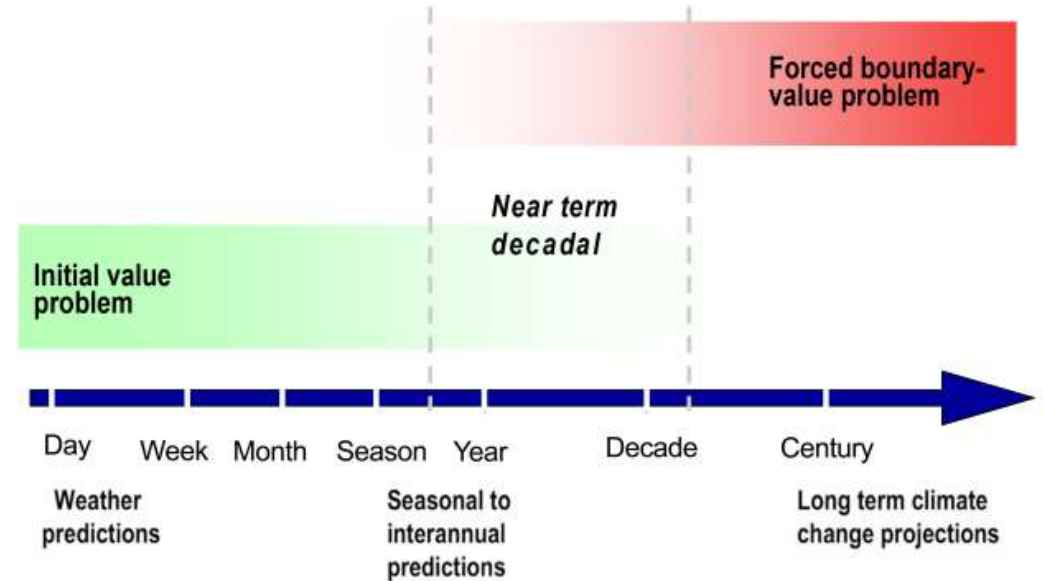 Forced boundary-
value problem
Near term
decadal
Initial value
problem
Day Week Month Season Year Decade Century
Weather
predictions
Seasonal to
interannual
predictions
Long term climate
change projections